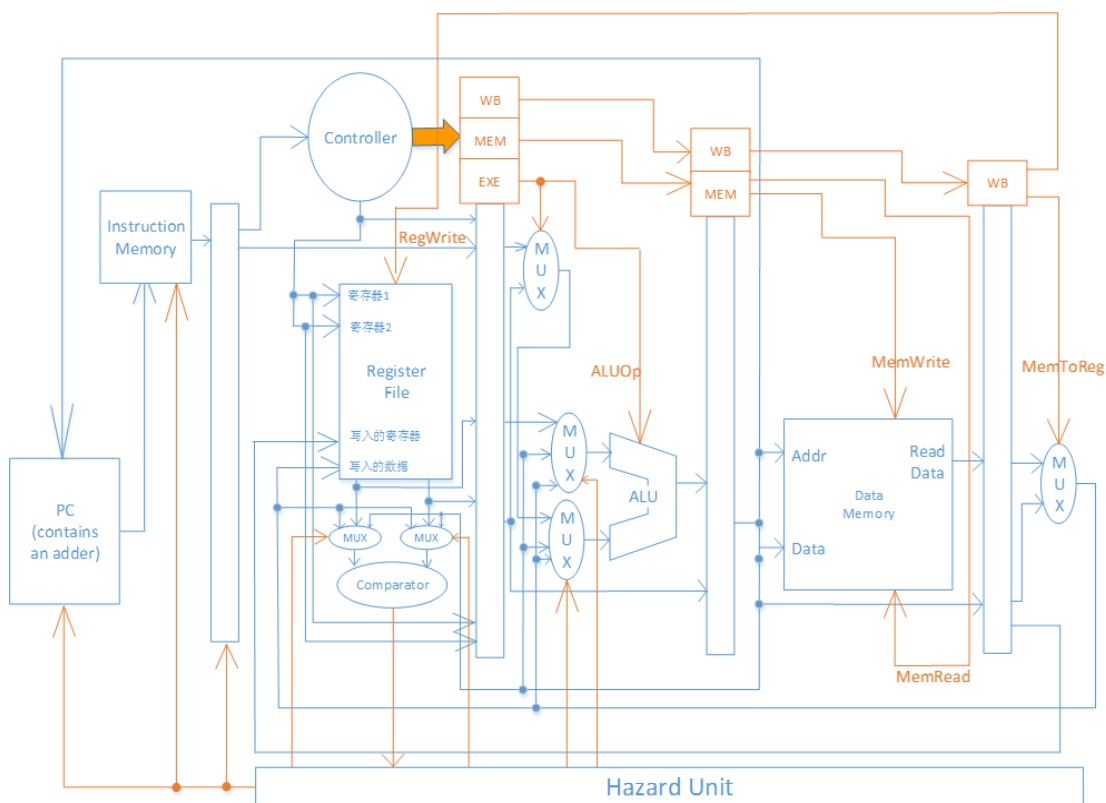 WB
Controller
MEM
WB
EXE
WB
MEM
Instruction
Memory
RegWrite
M
U
X
寄存器1
寄存器2
Register
File
ALUOp
MemWrite
MemToReg
写入的寄存器
写入的数据
M
U
X
ALU
Addr
Read
Data
Data
Memory
M
U
X
PC
(contains
an adder)
MUX
MUX
M
U
X
Data
Comparator
MemRead
Hazard Unit